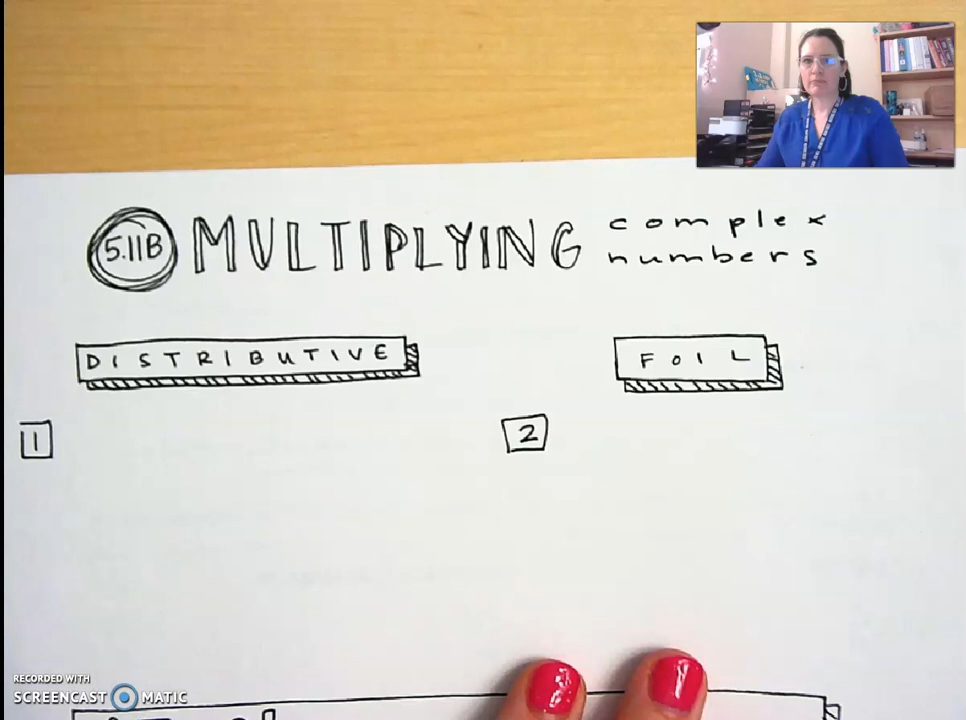 5.11B MULTIPLYING complex numbers
DISTRIBUTIVE
FOIL
1
2
RECORDED WITH
SCREENCAST MATIC